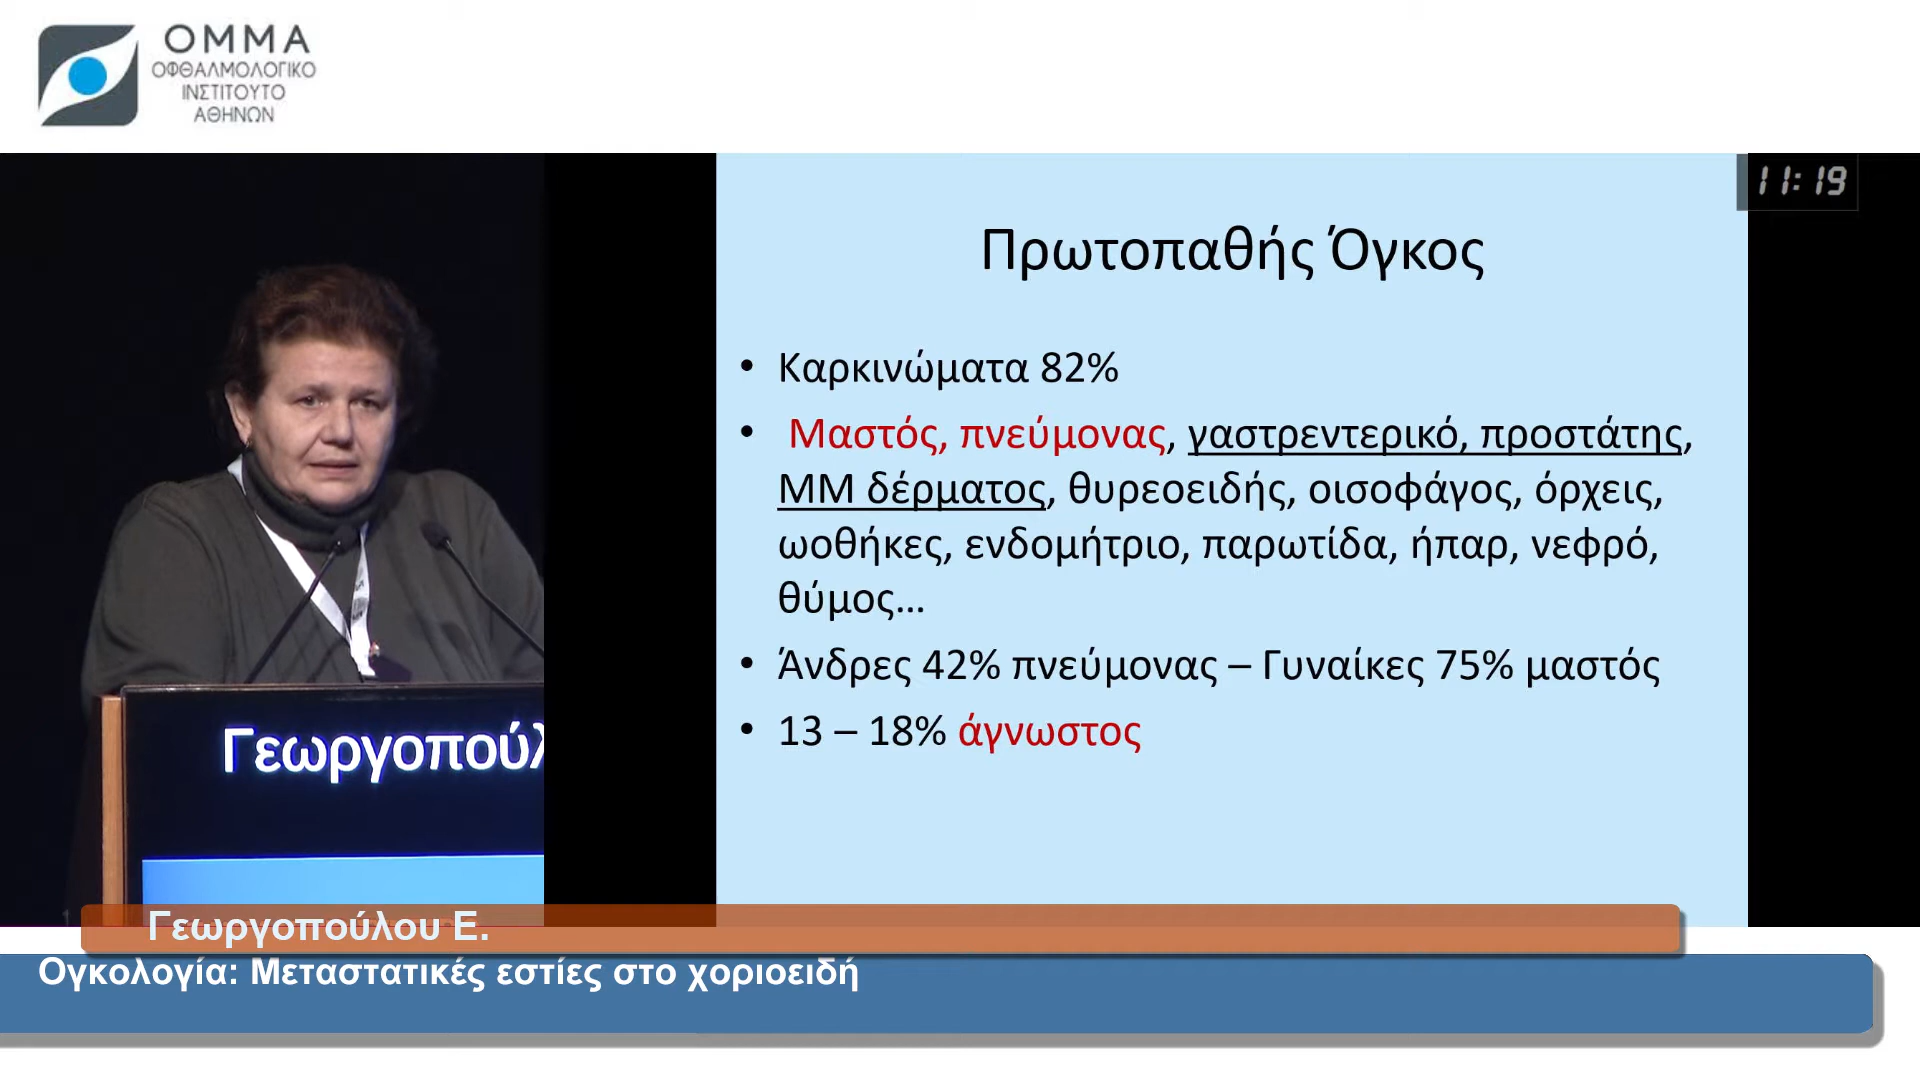 ΟΜΜΑ
ΟΦΘΑΛΜΟΛΟΓΙΚΟ
ΙΝΣΤΙΤΟΥΤΟ
ΑΘΗΝΩΝ
11:19
Πρωτοπαθής Όγκος
• Καρκινώματα 82%
• Μαστός, πνεύμονας, γαστρεντερικό, προστάτης,
ΜΜ δέρματος, θυρεοειδής, οισοφάγος, όρχεις,
ωοθήκες, ενδομήτριο, παρωτίδα, ήπαρ, νεφρό,
θύμος...
• Άνδρες 42% πνεύμονας – Γυναίκες 75% μαστός
• 13 – 18% άγνωστος
Γεωργοπούλ
Γεωργοπούλου Ε.
Ογκολογία: Μεταστατικές εστίες στο χοριοειδή